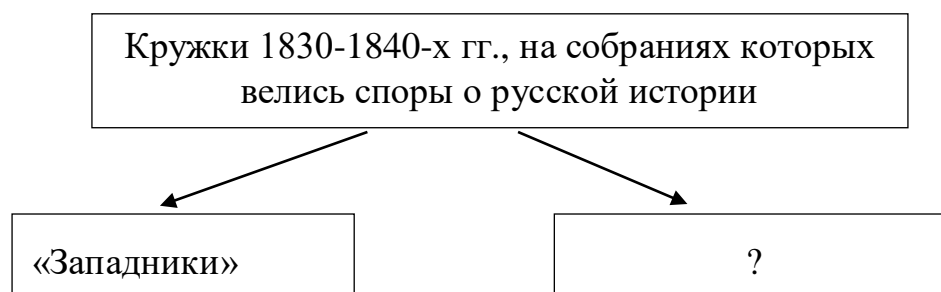 Кружки 1830-1840-х гг., на собраниях которых
велись споры о русской истории
«Западники»
?